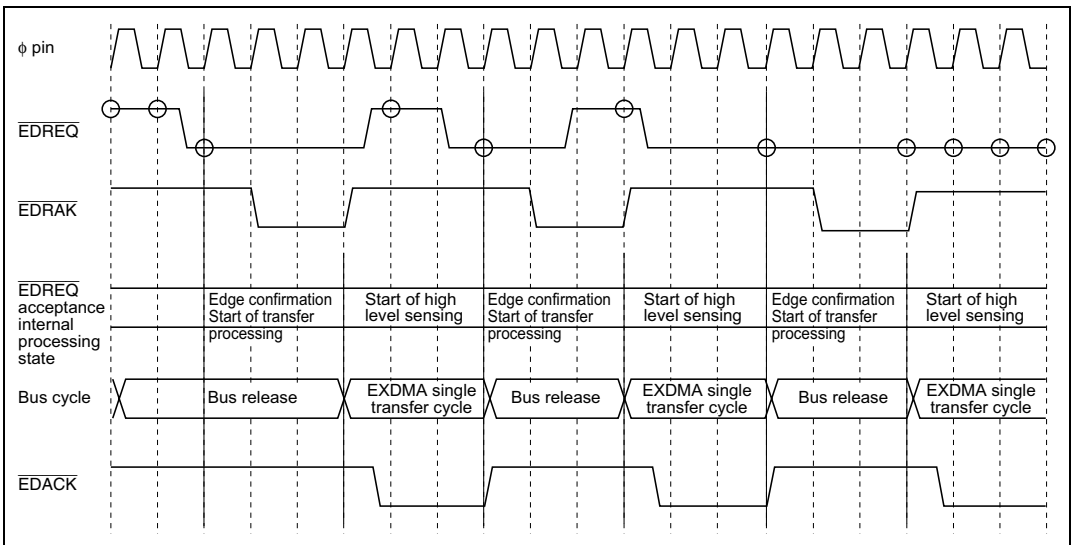 φ pin
EDREQ
EDRAK
EDREQ
acceptance
internal
processing
state
Edge confirmation
Start of transfer
processing
Start of high
level sensing
Edge confirmation
Start of transfer
processing
Start of high
level sensing
Edge confirmation
Start of transfer
processing
Start of high
level sensing
Bus cycle
Bus release
EXDMA single
transfer cycle
Bus release
EXDMA single
transfer cycle
Bus release
EXDMA single
transfer cycle
EDACK